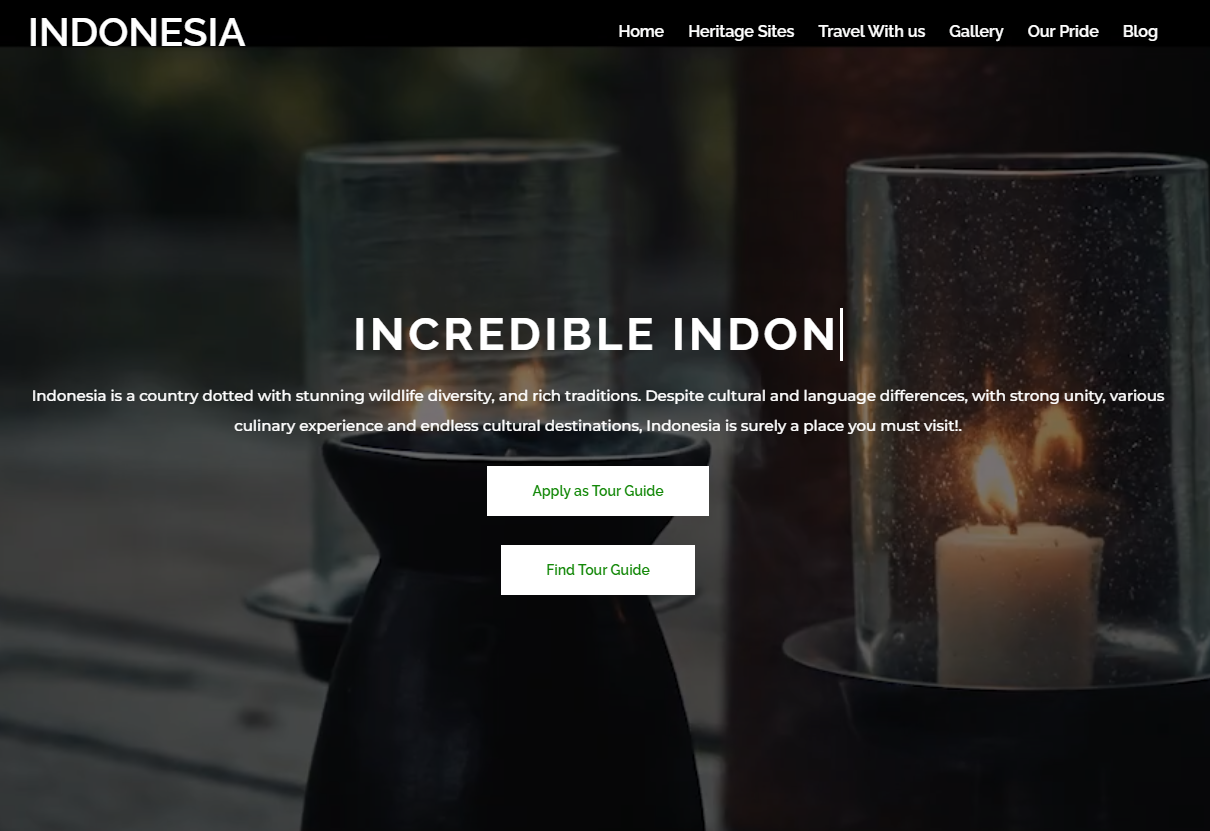 INDONESIA
Home Heritage Sites Travel With us Gallery Our Pride Blog
INCREDIBLE INDON
Indonesia is a country dotted with stunning wildlife diversity, and rich traditions. Despite cultural and language differences, with strong unity, various
culinary experience and endless cultural destinations, Indonesia is surely a place you must visit!.
Apply as Tour Guide
Find Tour Guide